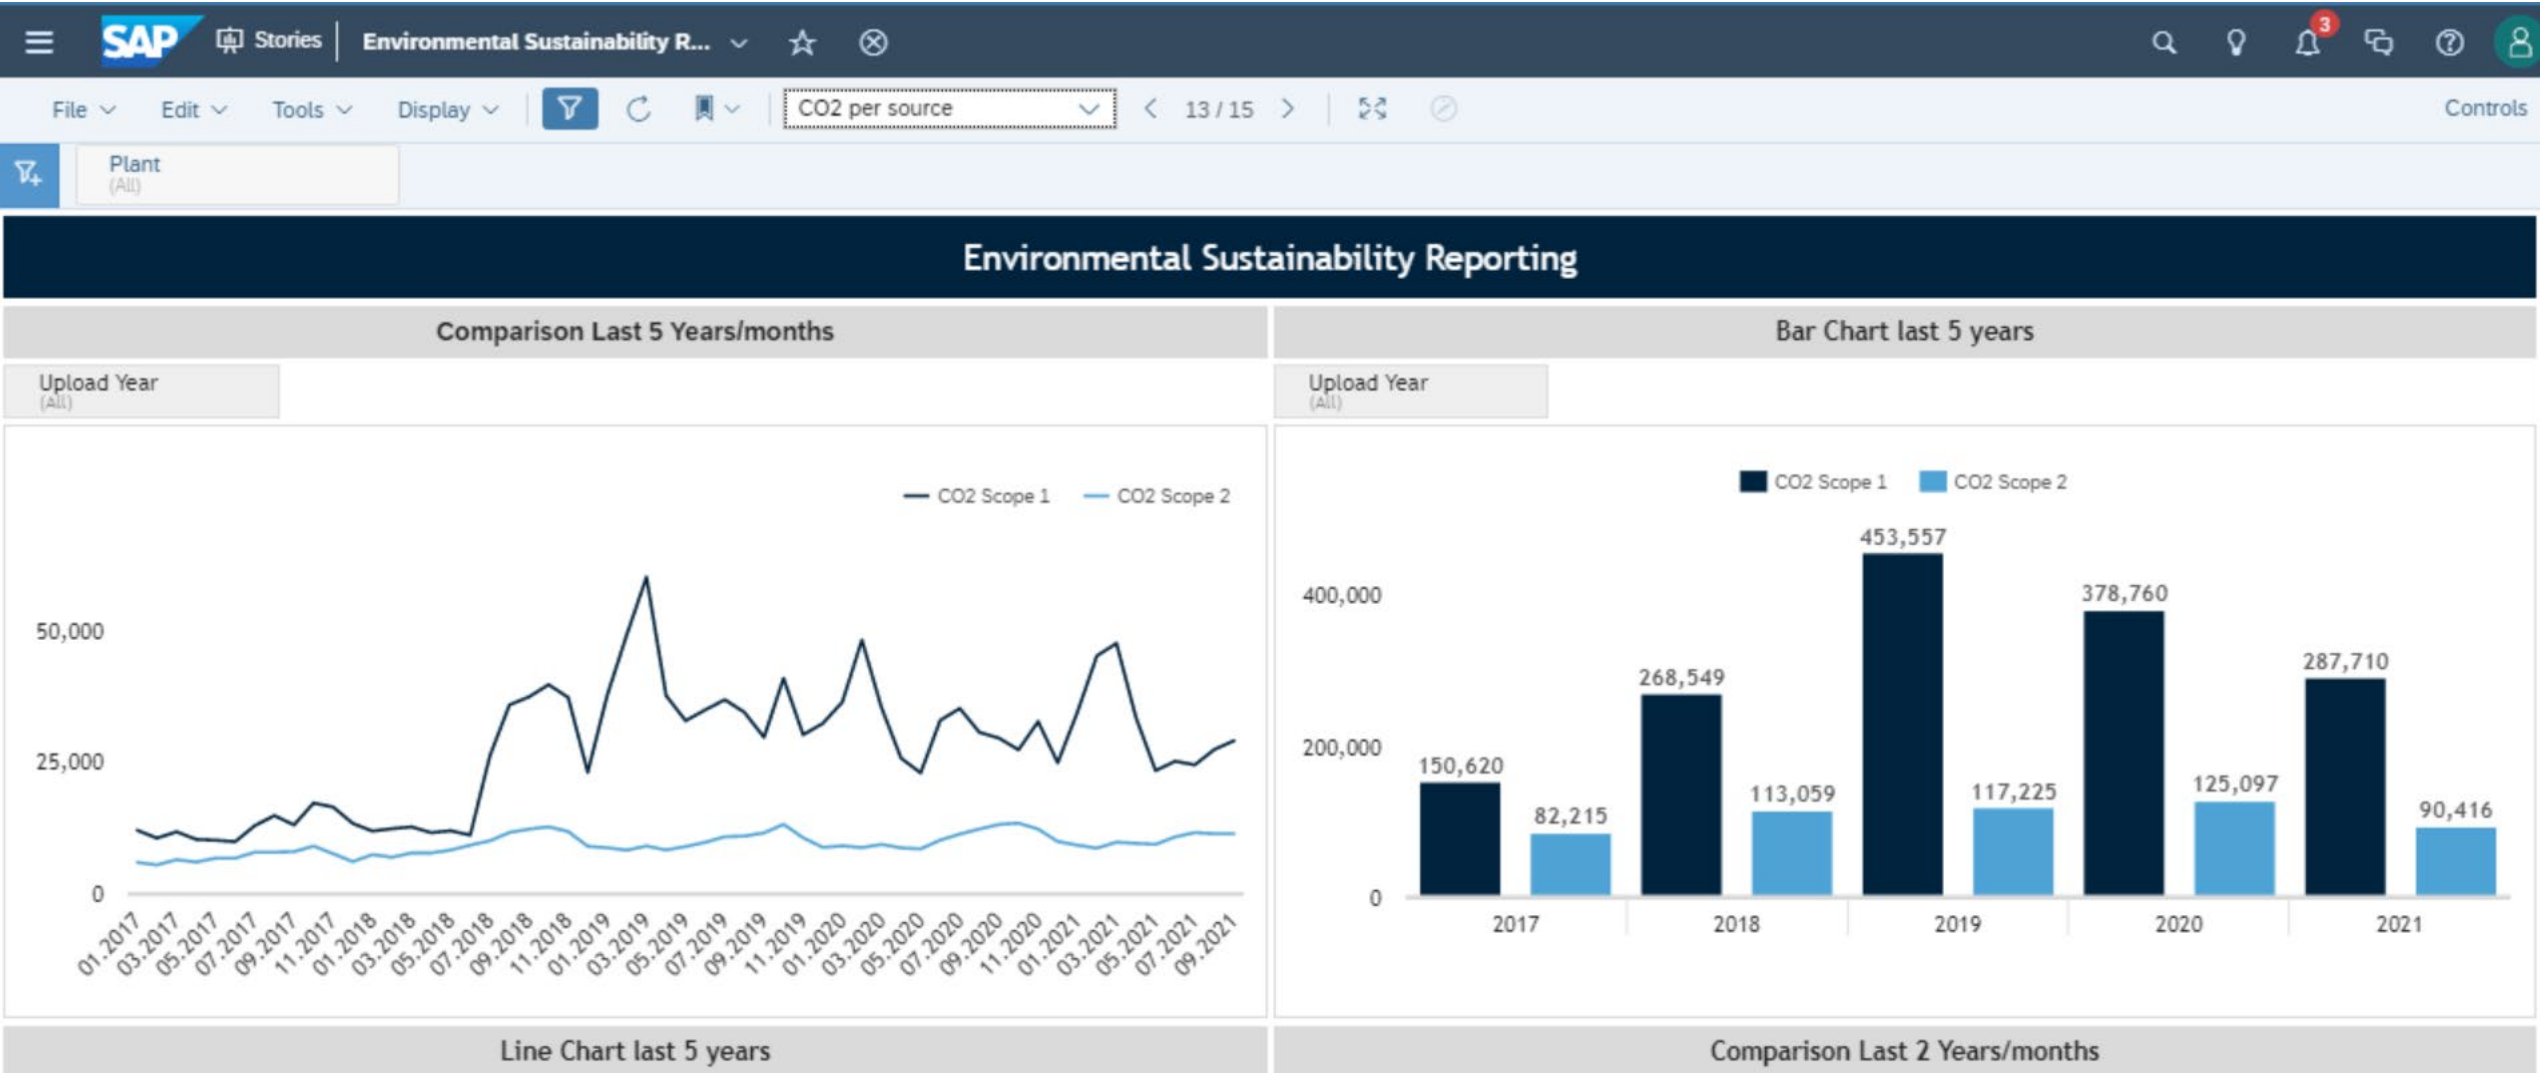 SAP Stories Environmental Sustainability R... 3
File Edit Tools Display CO2 per source 13 / 15 Controls
Plant
(All)
Environmental Sustainability Reporting
Comparison Last 5 Years/months
Upload Year
(All)
CO2 Scope 1 CO2 Scope 2
50,000
25,000
0
01.2017 03.2017 05.2017 07.2017 09.2017 11.2017 01.2018 03.2018 05.2018 07.2018 09.2018 11.2018 01.2019 03.2019 05.2019 07.2019 09.2019 11.2019 01.2020 03.2020 05.2020 07.2020 09.2020 11.2020 01.2021 03.2021 05.2021 07.2021 09.2021
Bar Chart last 5 years
Upload Year
(All)
CO2 Scope 1 CO2 Scope 2
453,557
400,000 378,760
287,710
268,549
200,000
150,620
125,097
113,059 117,225
82,215 90,416
0
2017 2018 2019 2020 2021
Line Chart last 5 years
Comparison Last 2 Years/months